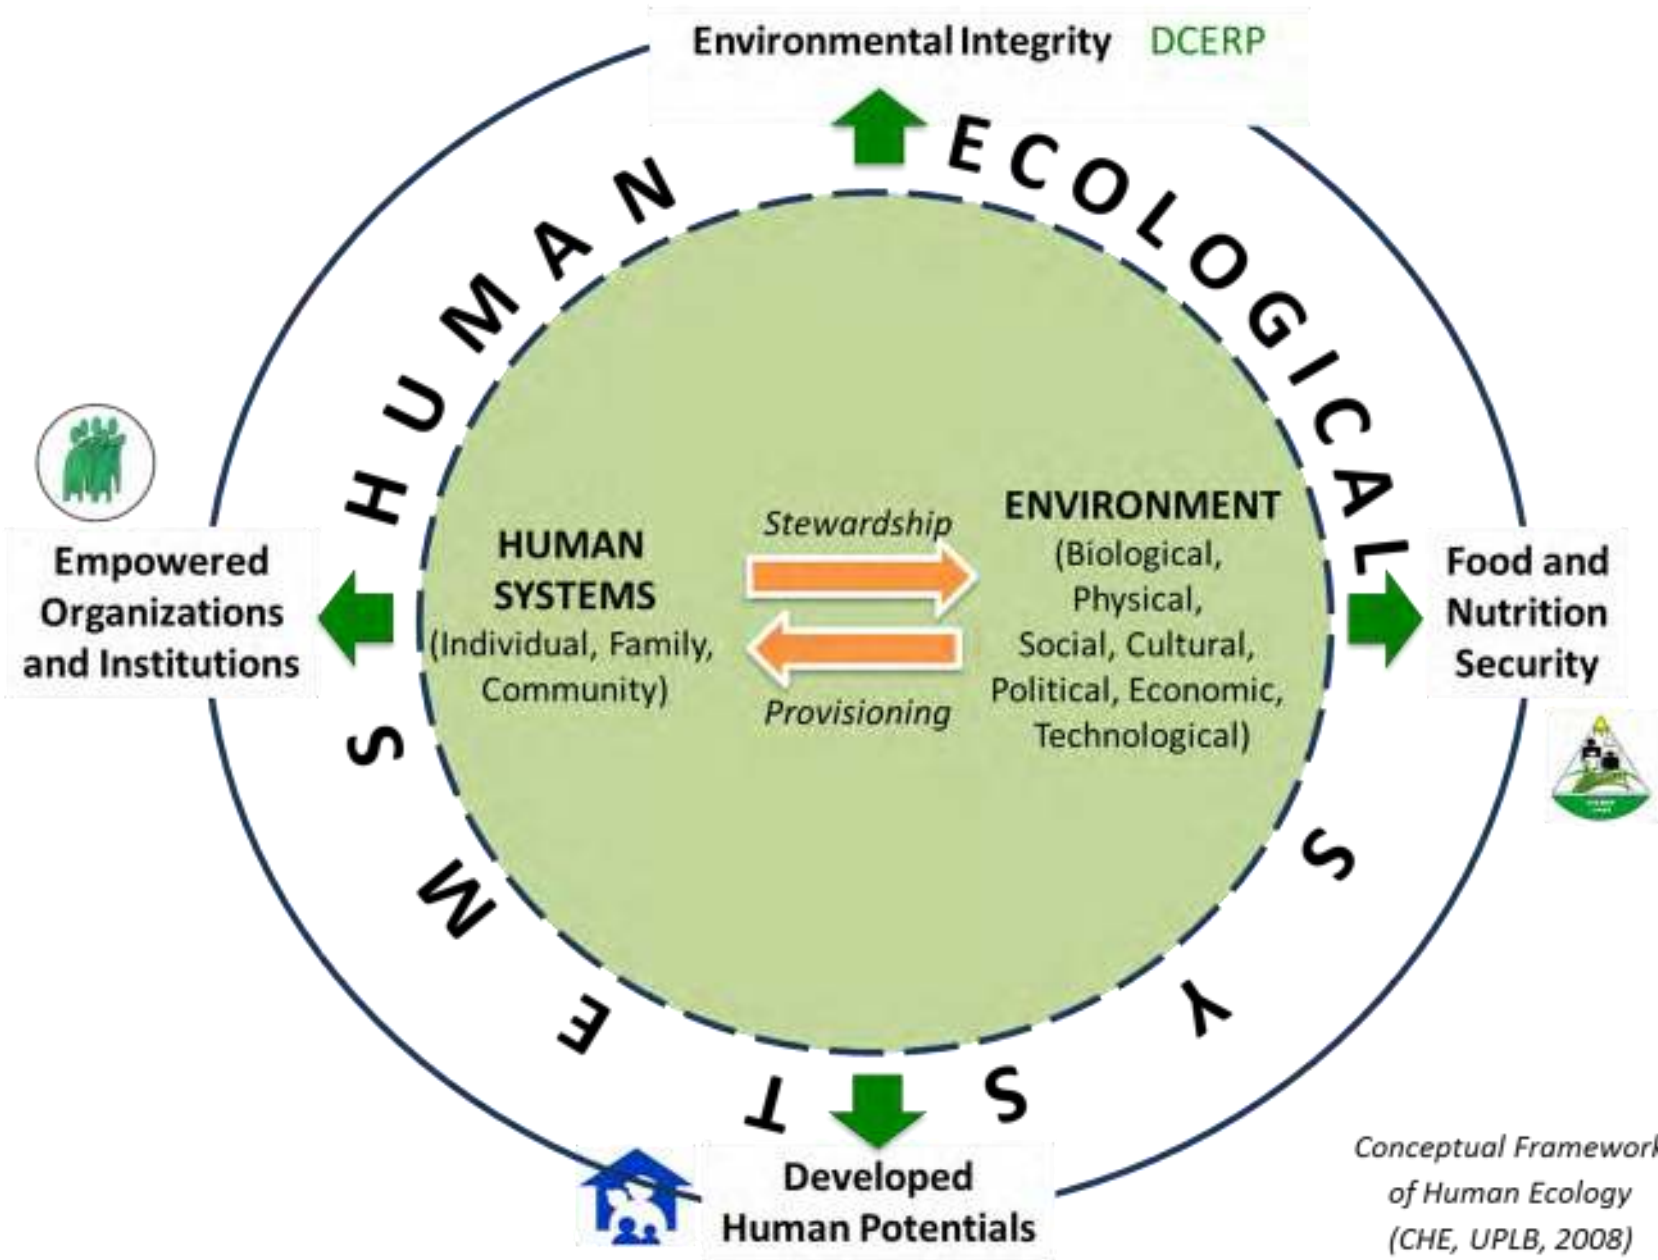 Environmental Integrity DCERP
HUMAN ECOLOGICAL SYSTEMS
Empowered
Organizations
and Institutions
HUMAN
SYSTEMS
(Individual, Family,
Community)
Stewardship
Provisioning
ENVIRONMENT
(Biological,
Physical,
Social, Cultural,
Political, Economic,
Technological)
Food and
Nutrition
Security
Developed
Human Potentials
Conceptual Framework
of Human Ecology
(CHE, UPLB, 2008)